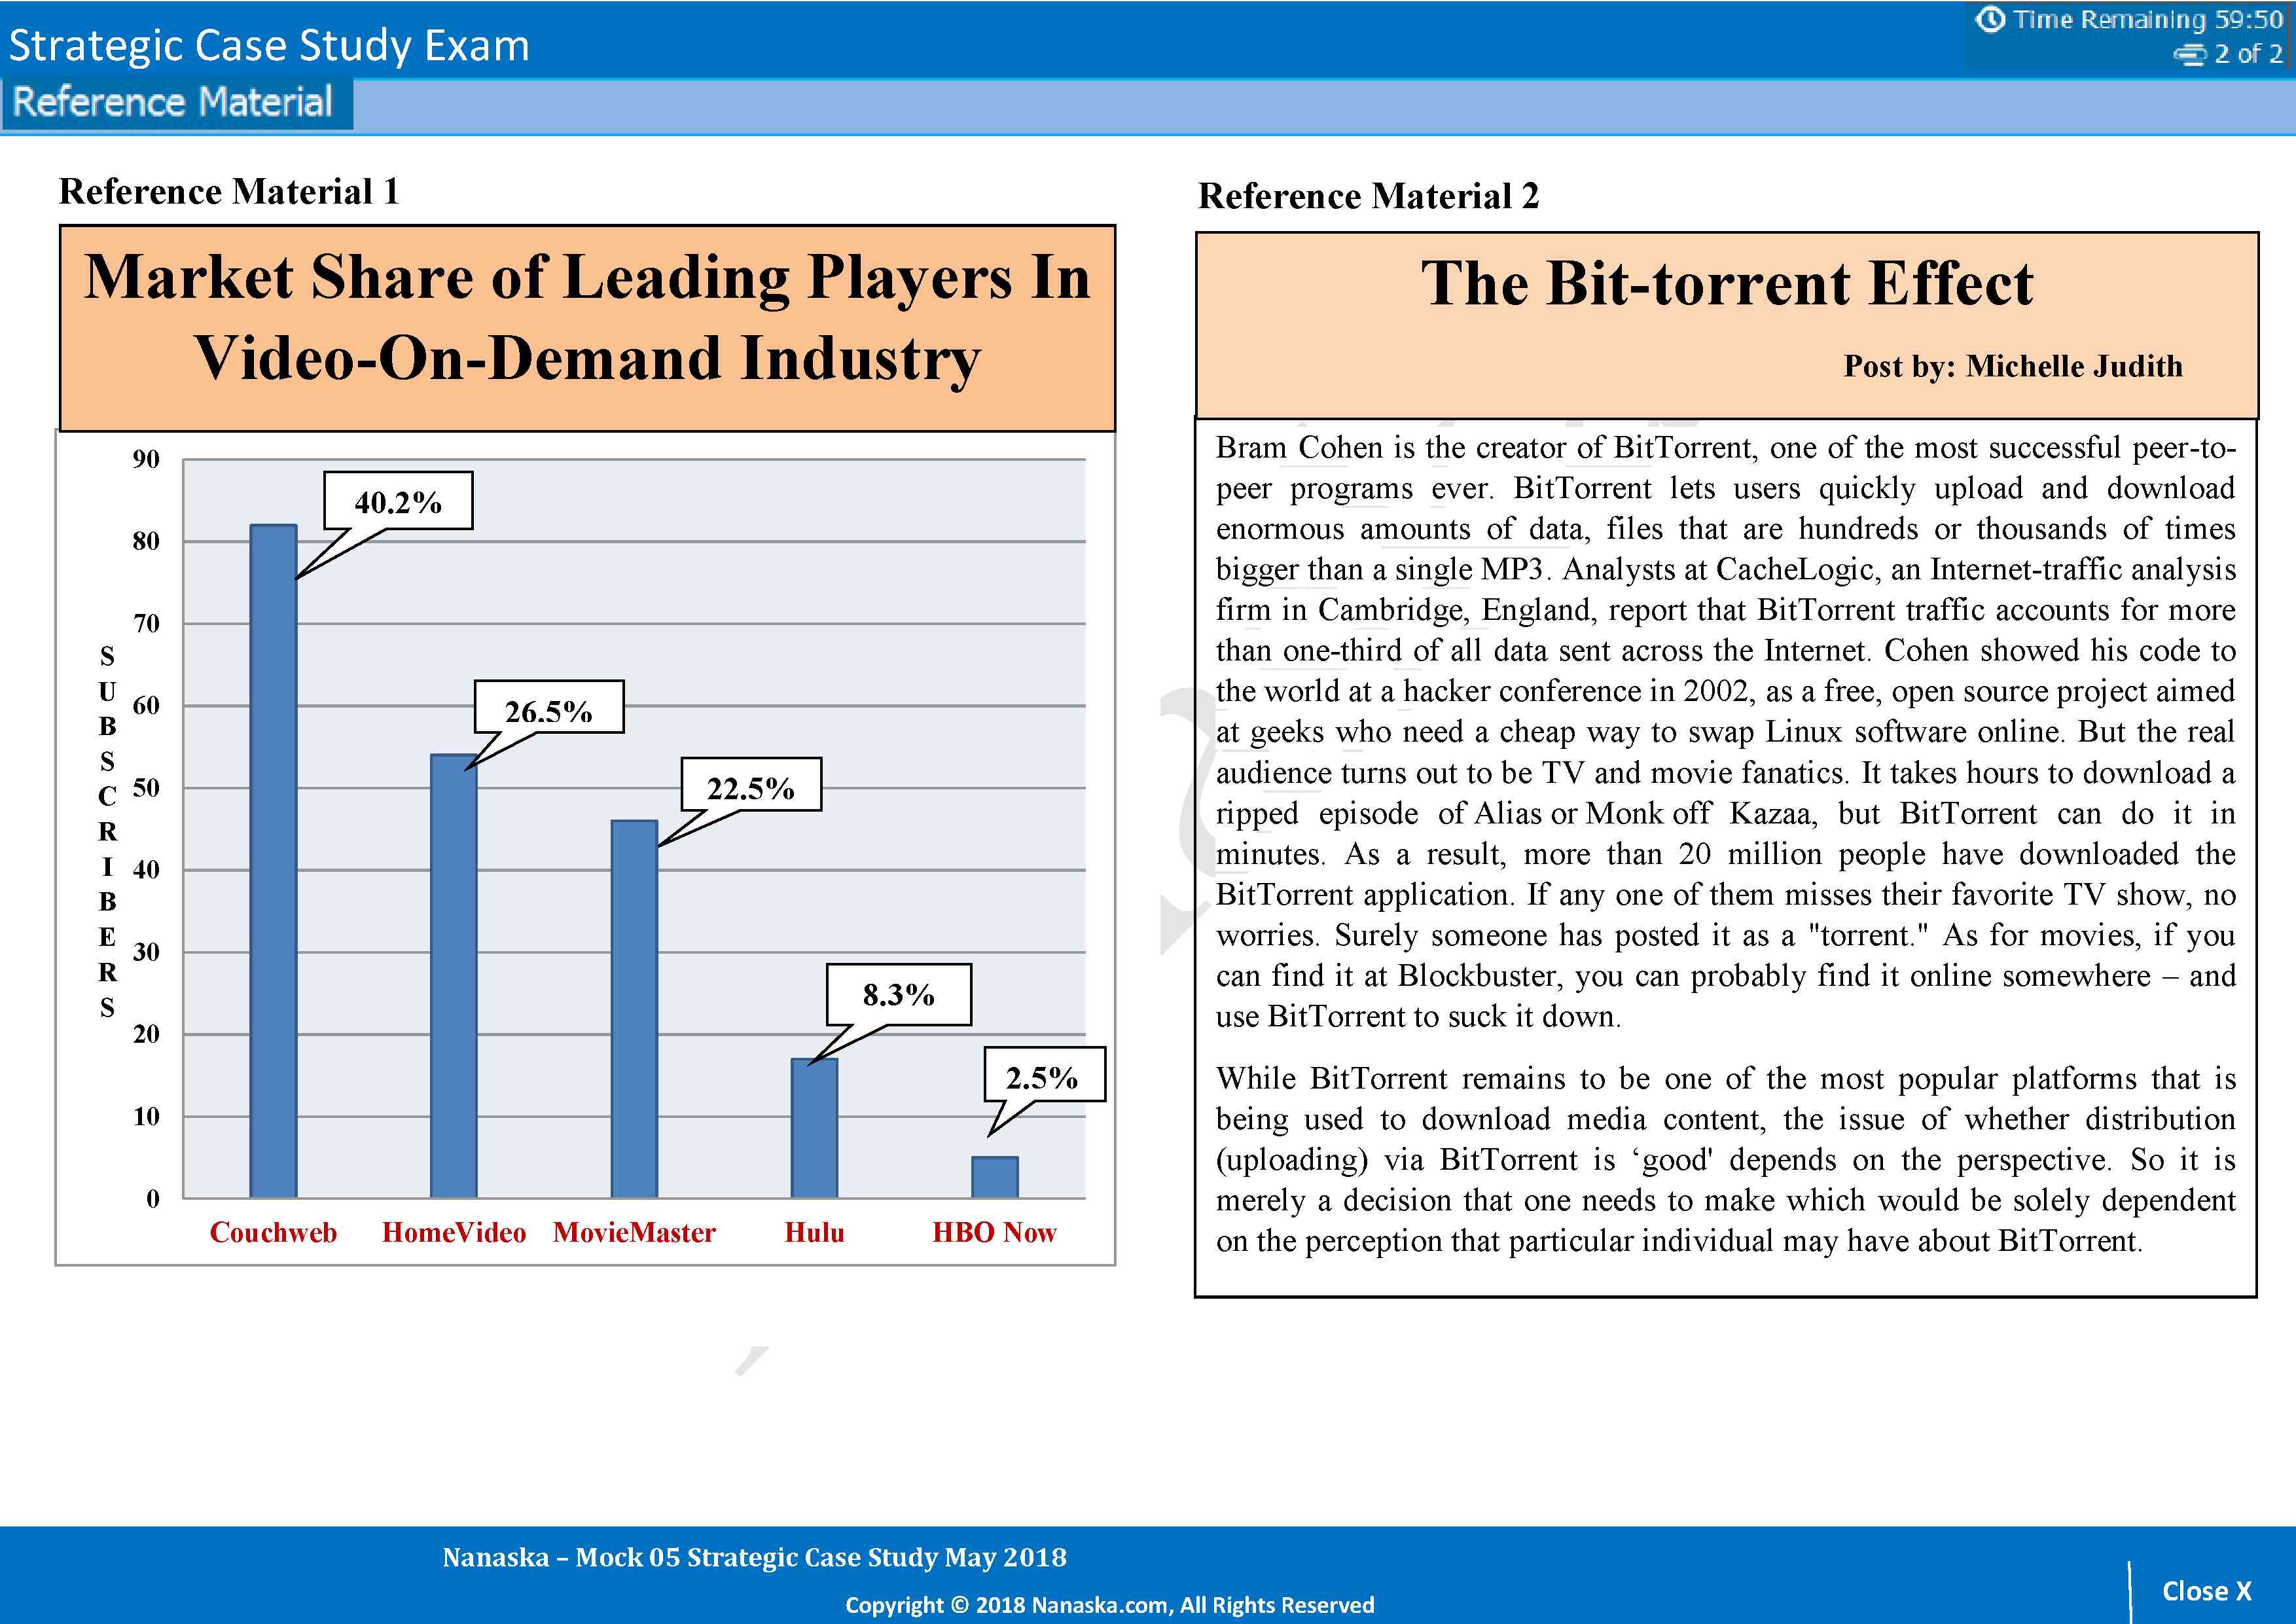 Strategic Case Study Exam
Time Remaining 59:50
2 of 2
Reference Material
Reference Material 1
Market Share of Leading Players In
Video-On-Demand Industry
90
80
70
60
50
40
30
20
10
0
SUBSCRIBERS
40.2%
26.5%
22.5%
8.3%
2.5%
Couchweb HomeVideo MovieMaster Hulu HBO Now
Reference Material 2
The Bit-torrent Effect
Post by: Michelle Judith
Bram Cohen is the creator of BitTorrent, one of the most successful peer-to-
peer programs ever. BitTorrent lets users quickly upload and download
enormous amounts of data, files that are hundreds or thousands of times
bigger than a single MP3. Analysts at CacheLogic, an Internet-traffic analysis
firm in Cambridge, England, report that BitTorrent traffic accounts for more
than one-third of all data sent across the Internet. Cohen showed his code to
the world at a hacker conference in 2002, as a free, open source project aimed
at geeks who need a cheap way to swap Linux software online. But the real
audience turns out to be TV and movie fanatics. It takes hours to download a
ripped episode of Alias or Monk off Kazaa, but BitTorrent can do it in
minutes. As a result, more than 20 million people have downloaded the
BitTorrent application. If any one of them misses their favorite TV show, no
worries. Surely someone has posted it as a "torrent." As for movies, if you
can find it at Blockbuster, you can probably find it online somewhere – and
use BitTorrent to suck it down.
While BitTorrent remains to be one of the most popular platforms that is
being used to download media content, the issue of whether distribution
(uploading) via BitTorrent is ‘good' depends on the perspective. So it is
merely a decision that one needs to make which would be solely dependent
on the perception that particular individual may have about BitTorrent.
Nanaska – Mock 05 Strategic Case Study May 2018
Copyright © 2018 Nanaska.com, All Rights Reserved
Close X